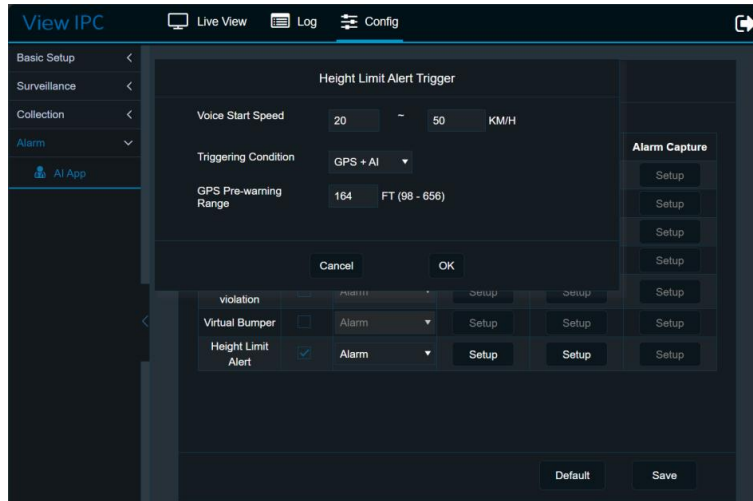 View IPC
Live View
Log
Config
Basic Setup
Surveillance
Collection
Alarm
AI App
Height Limit Alert Trigger
Voice Start Speed
20 ~ 50 KM/H
Triggering Condition
GPS + AI
GPS Pre-warning
Range
164 FT (98 - 656)
Cancel
OK
Alarm Capture
Setup
Setup
Setup
Setup
violation
Alarm
Setup
Setup
Setup
Virtual Bumper
Alarm
Setup
Setup
Setup
Height Limit
Alert
Alarm
Setup
Setup
Setup
Default
Save